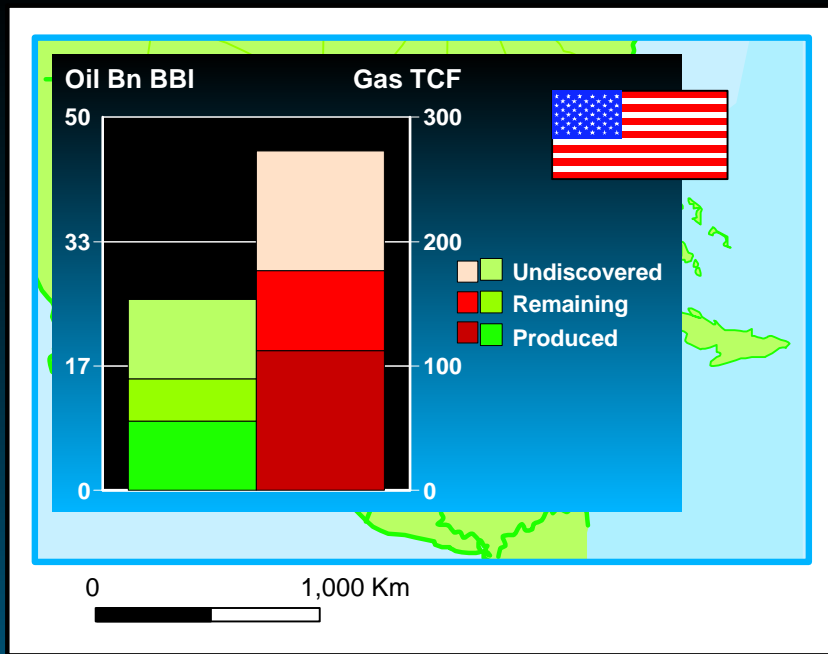 Oil Bn BBl Gas TCF
50 300
33 200
Undiscovered
Remaining
Produced
17 100
0 0
0 1,000 Km